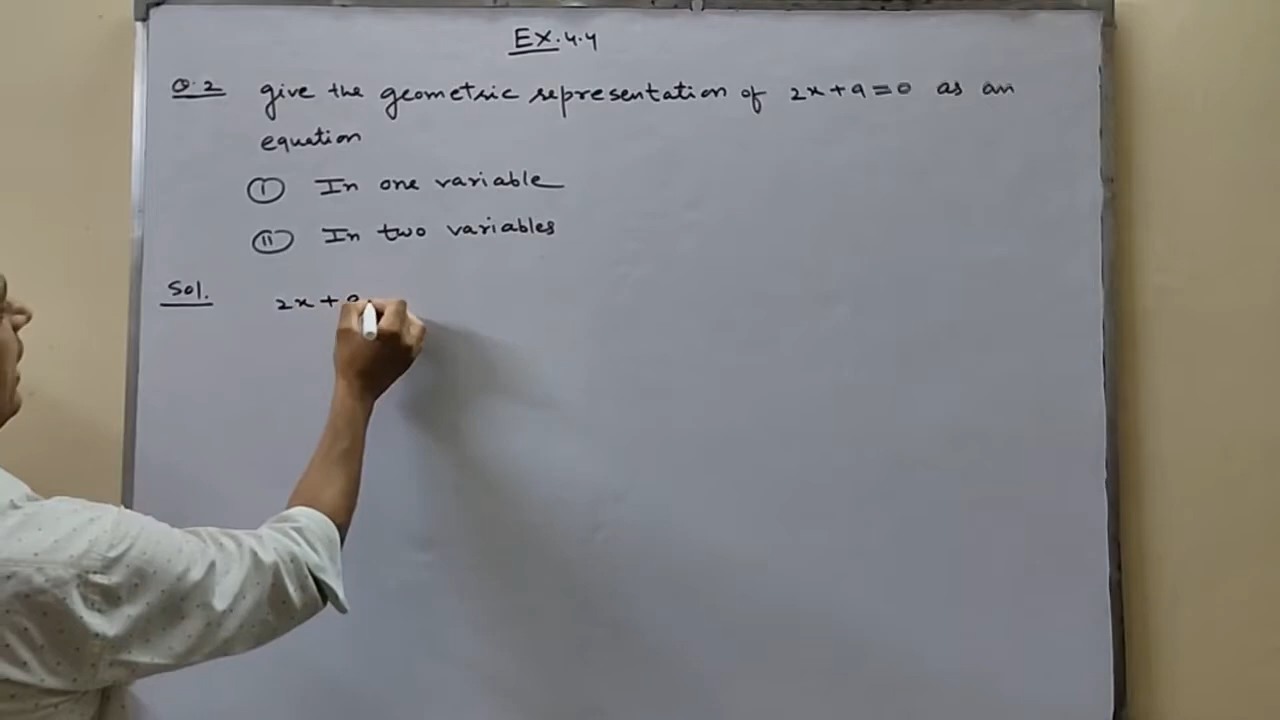 Ex. 4.4
Q.2 give the geometric representation of 2x+9=0 as an
equation
(i) In one variable
(ii) In two variables
Sol. 2x+9